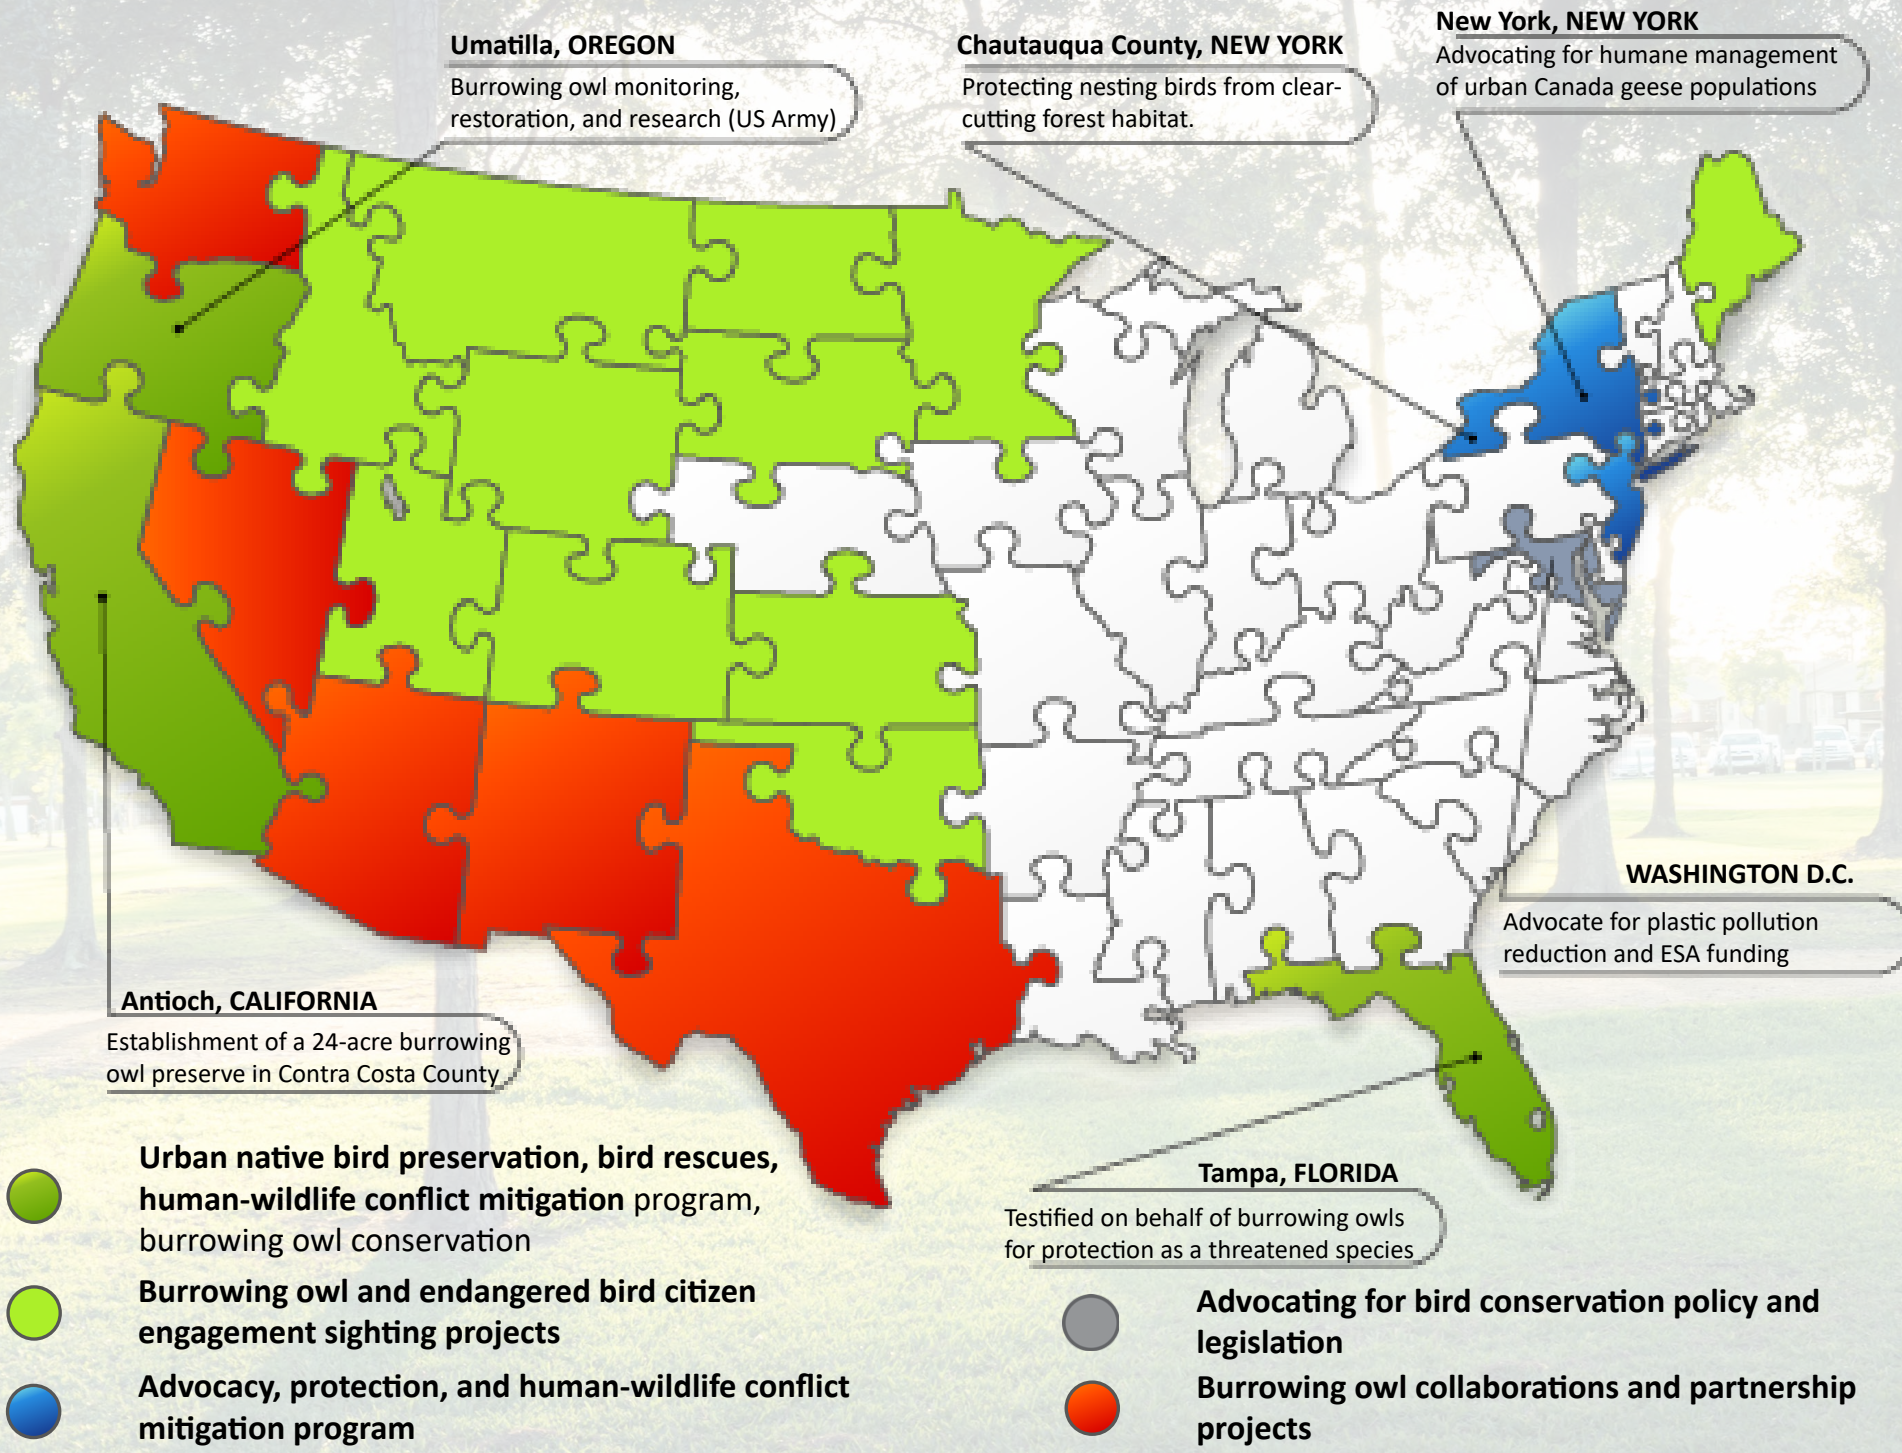 Umatilla, OREGON
Burrowing owl monitoring,
restoration, and research (US Army)
Chautauqua County, NEW YORK
Protecting nesting birds from clear-
cutting forest habitat.
New York, NEW YORK
Advocating for humane management
of urban Canada geese populations
WASHINGTON D.C.
Advocate for plastic pollution
reduction and ESA funding
Antioch, CALIFORNIA
Establishment of a 24-acre burrowing
owl preserve in Contra Costa County
Tampa, FLORIDA
Testified on behalf of burrowing owls
for protection as a threatened species
Urban native bird preservation, bird rescues,
human-wildlife conflict mitigation program,
burrowing owl conservation
Burrowing owl and endangered bird citizen
engagement sighting projects
Advocacy, protection, and human-wildlife conflict
mitigation program
Advocating for bird conservation policy and
legislation
Burrowing owl collaborations and partnership
projects